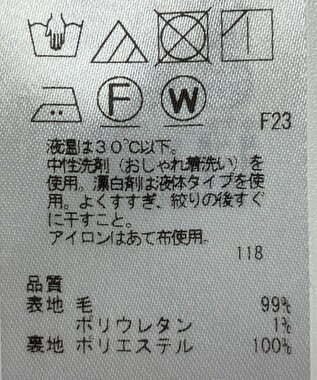 F W
F23
液温は30℃以下。
中性洗剤（おしゃれ着洗い）を
使用。漂白剤は液体タイプを使
用。よくすすぎ、絞りの後すぐ
に干すこと。
アイロンはあて布使用。
118
品質
表地 毛 99%
ポリウレタン 1%
裏地 ポリエステル 100%